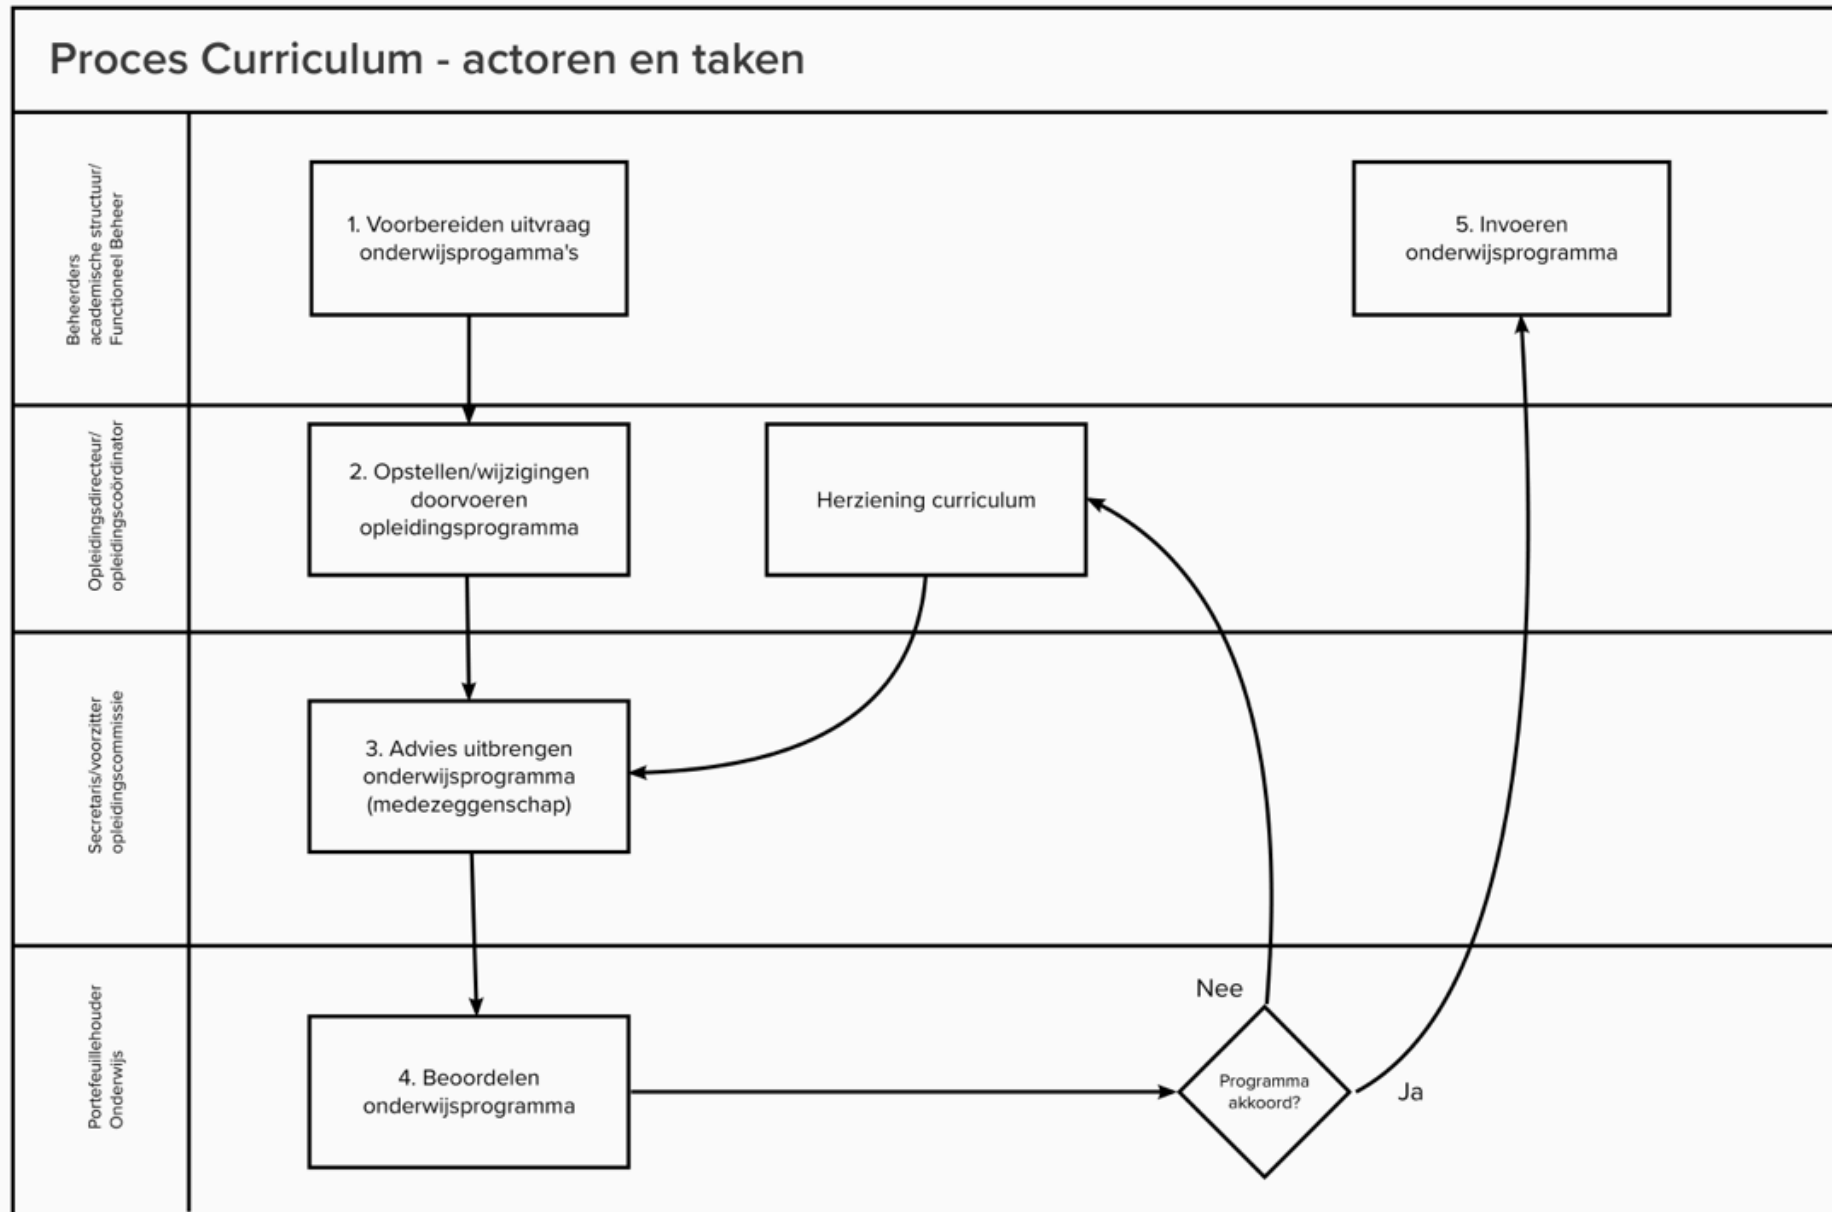 Proces Curriculum - actoren en taken
Beheerders
academische structuur/
Functioneel Beheer
1. Voorbereiden uitvraag
onderwijsprogamma's
5. Invoeren
onderwijsprogramma
Opleidingsdirecteur/
opleidingscoördinator
2. Opstellen/wijzigingen
doorvoeren
opleidingsprogramma
Herziening curriculum
Secretaris/voorzitter
opleidingscommissie
3. Advies uitbrengen
onderwijsprogramma
(medezeggenschap)
Portefeuillehouder
Onderwijs
4. Beoordelen
onderwijsprogramma
Nee
Programma
akkoord?
Ja